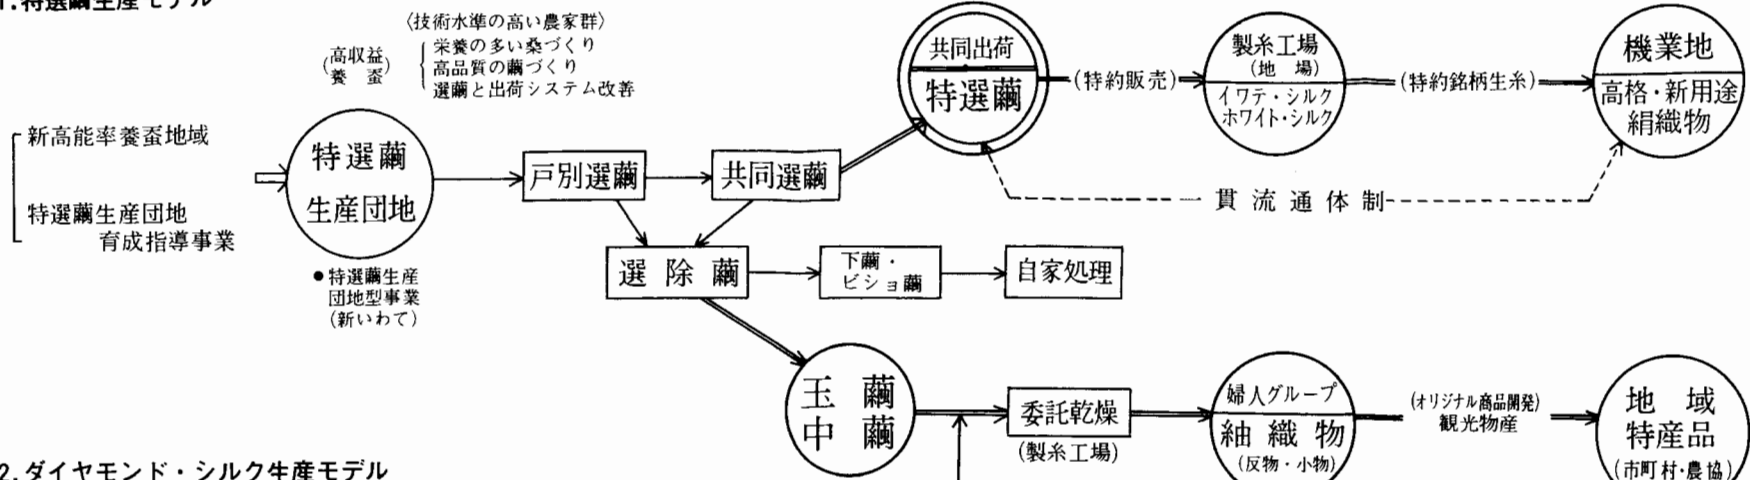 1.特選繭生産モデル
〈技術水準の高い農家群〉
(高収益
養蚕)
栄養の多い桑づくり
高品質の繭づくり
選繭と出荷システム改善
新高能率養蚕地域
特選繭生産団地
育成指導事業
特選繭
生産団地
●特選繭生産
団地型事業
(新いわて)
戸別選繭
共同選繭
共同出荷
特選繭
(特約販売)
製糸工場
(地 場)
イワテ・シルク
ホワイト・シルク
(特約銘柄生糸)
機業地
高格・新用途
絹織物
一貫流通体制
選除繭
下繭・
ビショ繭
自家処理
玉 繭
中 繭
委託乾燥
(製糸工場)
婦人グループ
紬織物
(反物・小物)
(オリジナル商品開発)
観光物産
地 域
特産品
(市町村・農協)
2.ダイヤモンド・シルク生産モデル